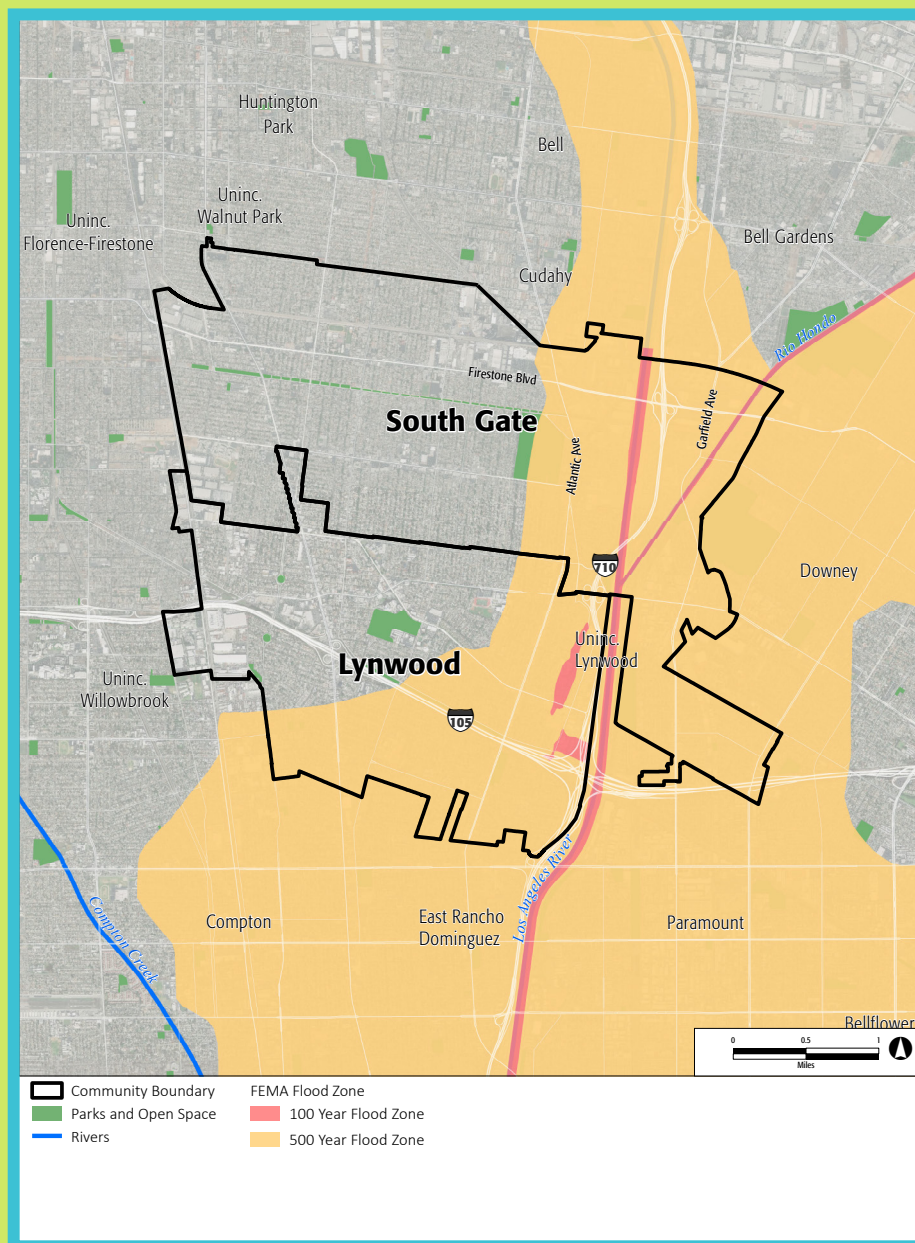 Huntington
Park
Bell
Uninc.
Walnut Park
Uninc.
Florence-Firestone
Bell Gardens
Cudahy
Rio Hondo
Firestone Blvd
South Gate
Garfield Ave
Atlantic Ave
710
Downey
Uninc.
Lynwood
Lynwood
Uninc.
Willowbrook
105
Los Angeles River
Compton Creek
Compton
East Rancho
Dominguez
Paramount
Bellflower
0 0.5 1
Miles
Community Boundary
Parks and Open Space
Rivers
FEMA Flood Zone
100 Year Flood Zone
500 Year Flood Zone